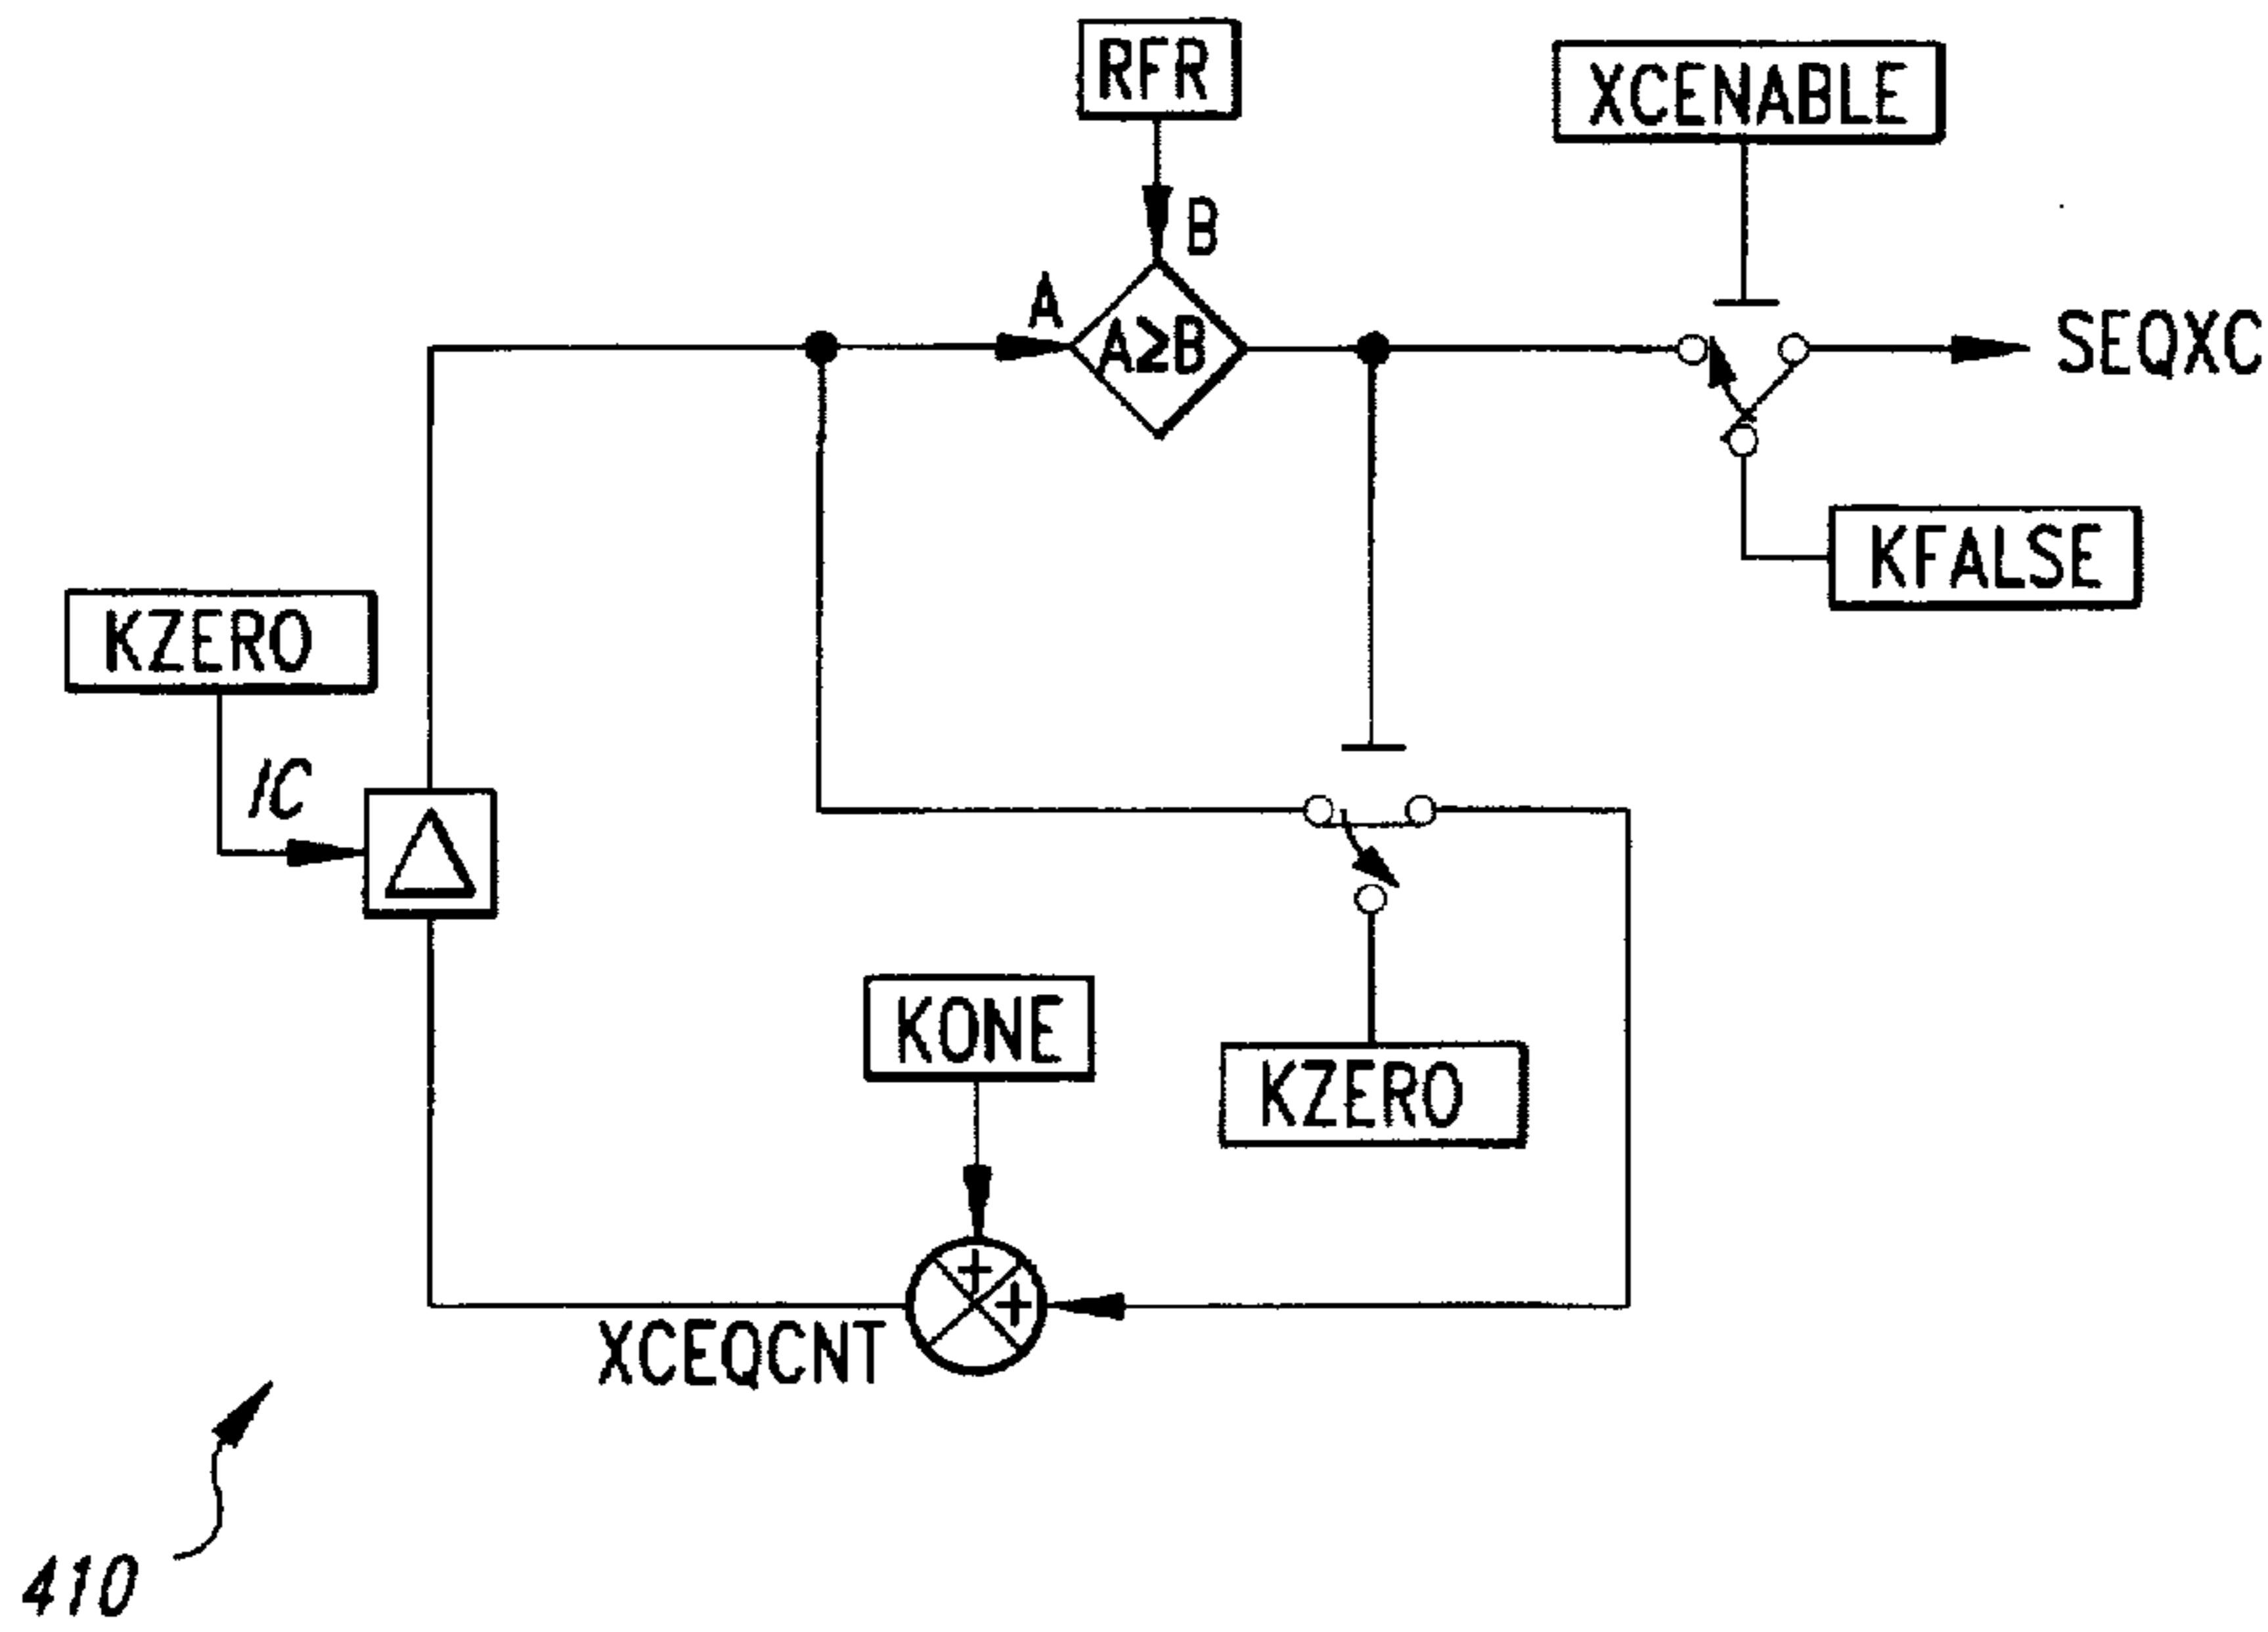 RFR
XCENABLE
B
A
A≥B
SEQXC
KFALSE
KZERO
IC
KONE
KZERO
+
+
XCEQCNT
410